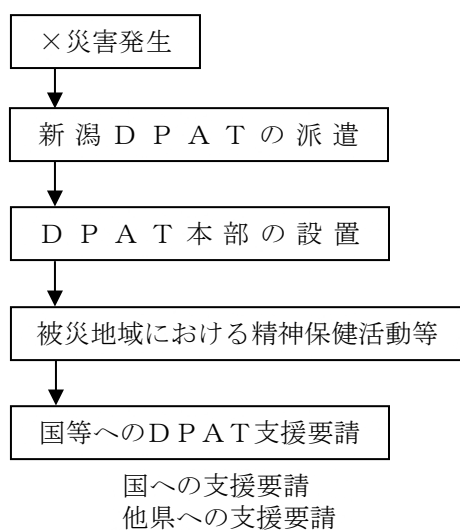 ×災害発生
新潟ＤＰＡＴの派遣
ＤＰＡＴ本部の設置
被災地域における精神保健活動等
国等へのＤＰＡＴ支援要請
国への支援要請
他県への支援要請